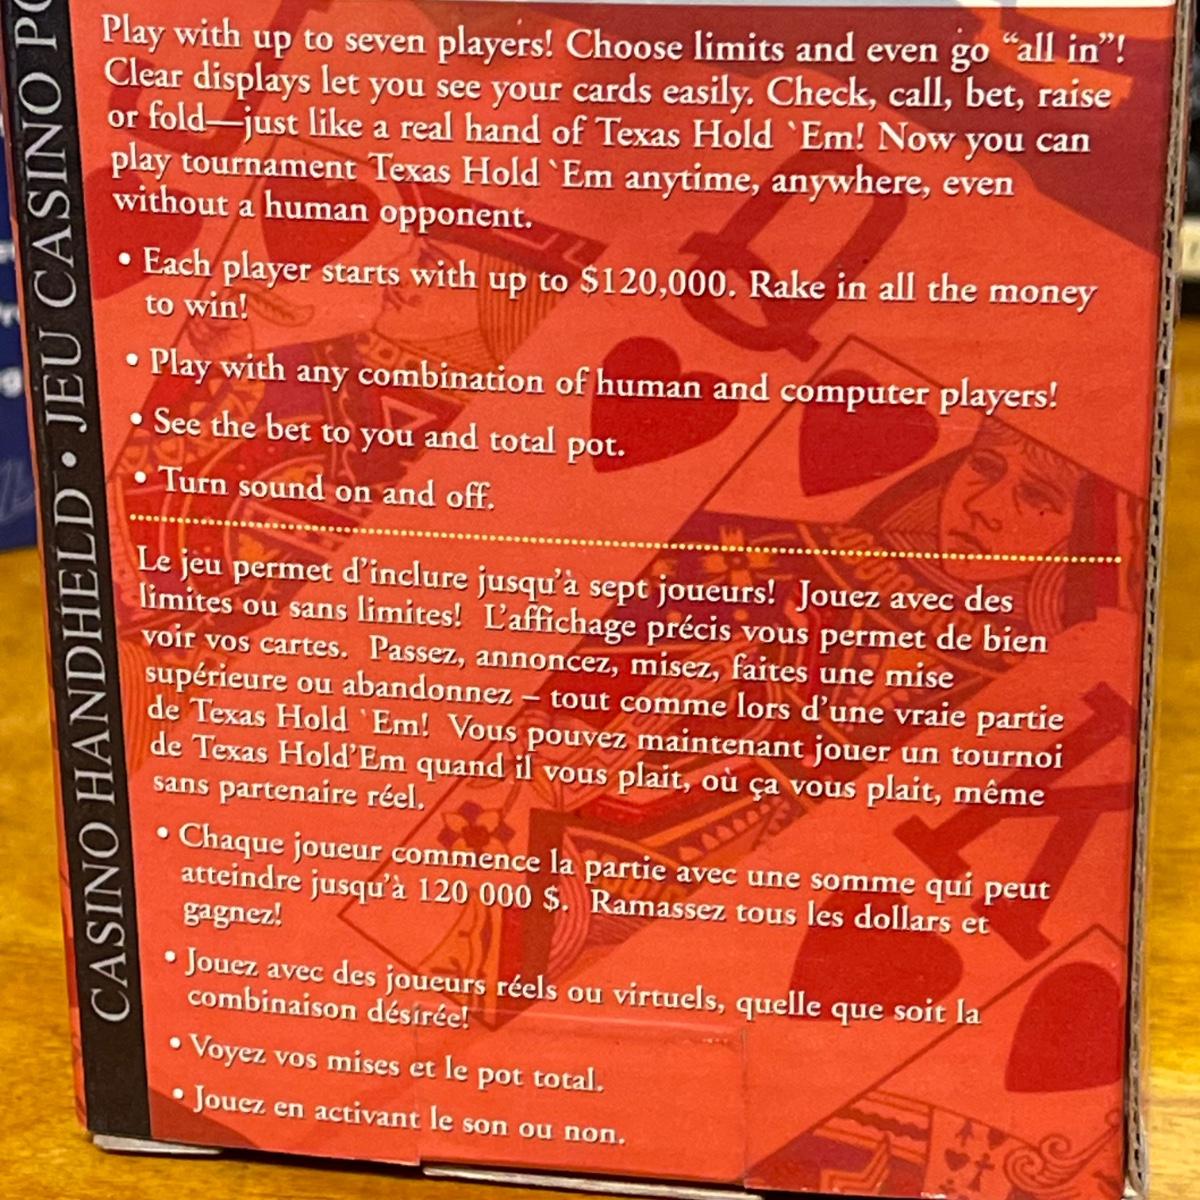 Play with up to seven players! Choose limits and even go “all in”!
Clear displays let you see your cards easily. Check, call, bet, raise
or fold—just like a real hand of Texas Hold `Em! Now you can
play tournament Texas Hold `Em anytime, anywhere, even
without a human opponent.
• Each player starts with up to $120,000. Rake in all the money
to win!
• Play with any combination of human and computer players!
• See the bet to you and total pot.
• Turn sound on and off.
Le jeu permet d’inclure jusqu’à sept joueurs! Jouez avec des
limites ou sans limites! L’affichage précis vous permet de bien
voir vos cartes. Passez, annoncez, misez, faites une mise
supérieure ou abandonnez – tout comme lors d’une vraie partie
de Texas Hold `Em! Vous pouvez maintenant jouer un tournoi
de Texas Hold’Em quand il vous plait, où ça vous plait, même
sans partenaire réel.
• Chaque joueur commence la partie avec une somme qui peut
atteindre jusqu’à 120 000 $. Ramassez tous les dollars et
gagnez!
• Jouez avec des joueurs réels ou virtuels, quelle que soit la
combinaison désirée!
• Voyez vos mises et le pot total.
• Jouez en activant le son ou non.
CASINO HANDHELD • JEU CASINO